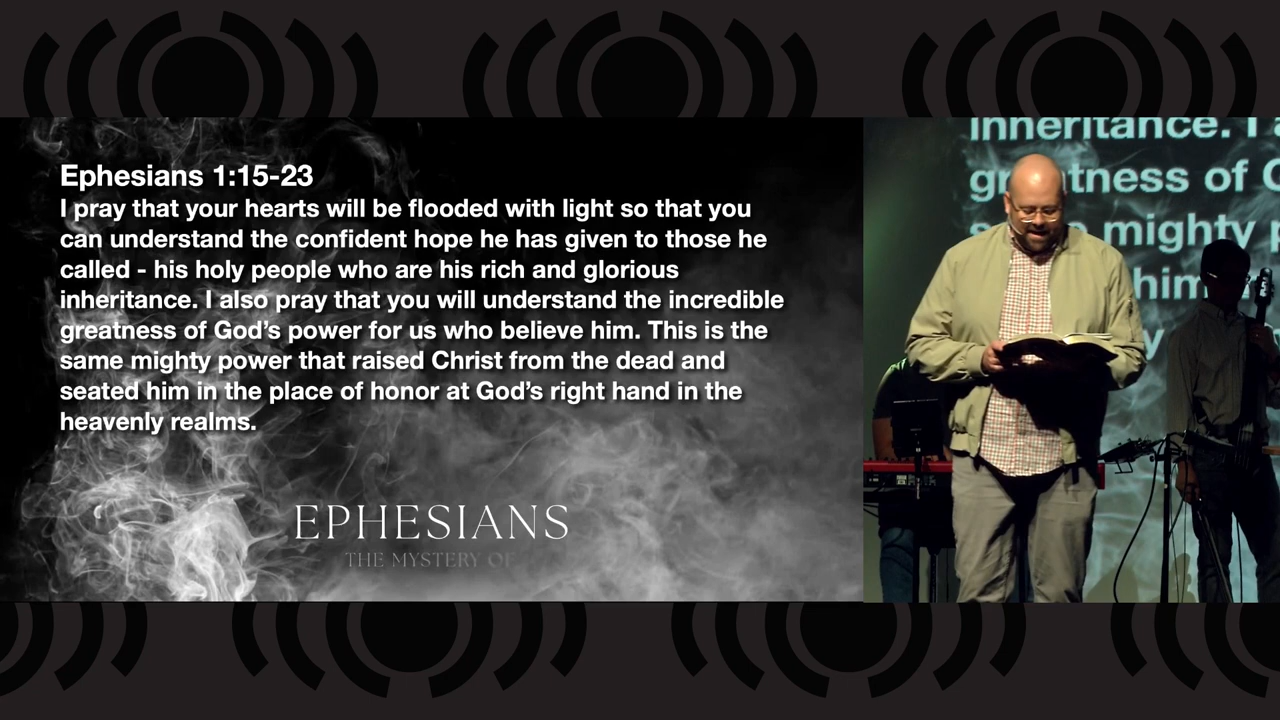 Ephesians 1:15-23
I pray that your hearts will be flooded with light so that you
can understand the confident hope he has given to those he
called - his holy people who are his rich and glorious
inheritance. I also pray that you will understand the incredible
greatness of God's power for us who believe him. This is the
same mighty power that raised Christ from the dead and
seated him in the place of honor at God's right hand in the
heavenly realms.
EPHESIANS
THE MYSTERY OF
inheritance. I
greatness of
mighty
him